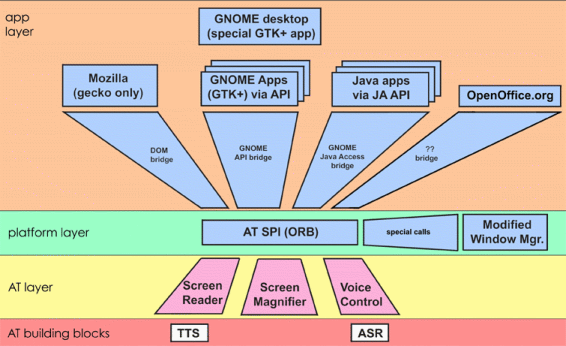 app
layer
GNOME desktop
(special GTK+ app)
Mozilla
(gecko only)
GNOME Apps
(GTK+) via API
Java apps
via JA API
OpenOffice.org
DOM
bridge
GNOME
API bridge
GNOME
Java Access
bridge
??
bridge
platform layer
AT SPI (ORB)
special calls
Modified
Window Mgr.
AT layer
Screen
Reader
Screen
Magnifier
Voice
Control
AT building blocks
TTS
ASR